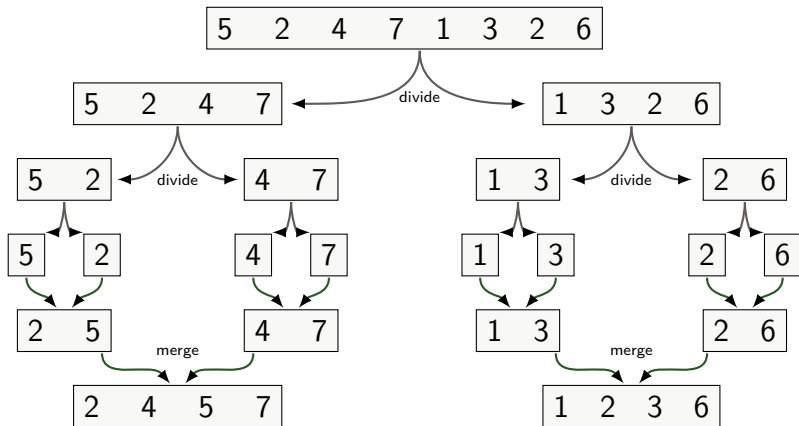 5 2 4 7 1 3 2 6
divide
5 2 4 7 1 3 2 6
divide divide
5 2 4 7 1 3 2 6
5 2 4 7 1 3 2 6
2 5 4 7 1 3 2 6
merge merge
2 4 5 7 1 2 3 6